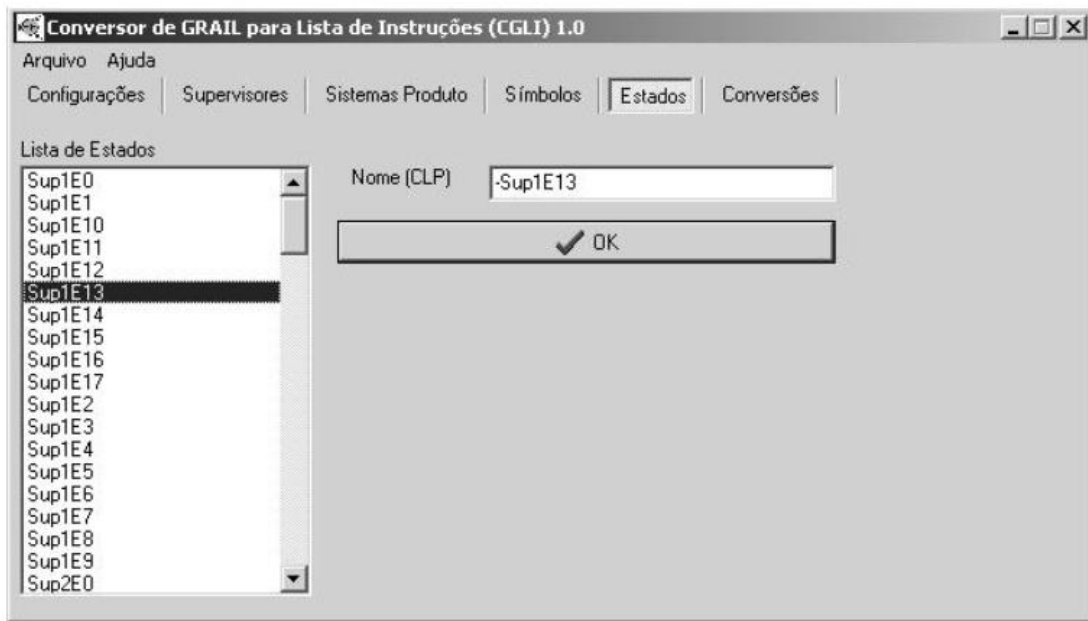 Conversor de GRAIL para Lista de Instruções (CGLI) 1.0
Arquivo Ajuda
Configurações Supervisores Sistemas Produto Símbolos Estados Conversões
Lista de Estados
Nome (CLP) -Sup1E13
OK
Sup1E0
Sup1E1
Sup1E10
Sup1E11
Sup1E12
Sup1E13
Sup1E14
Sup1E15
Sup1E16
Sup1E17
Sup1E2
Sup1E3
Sup1E4
Sup1E5
Sup1E6
Sup1E7
Sup1E8
Sup1E9
Sup2E0